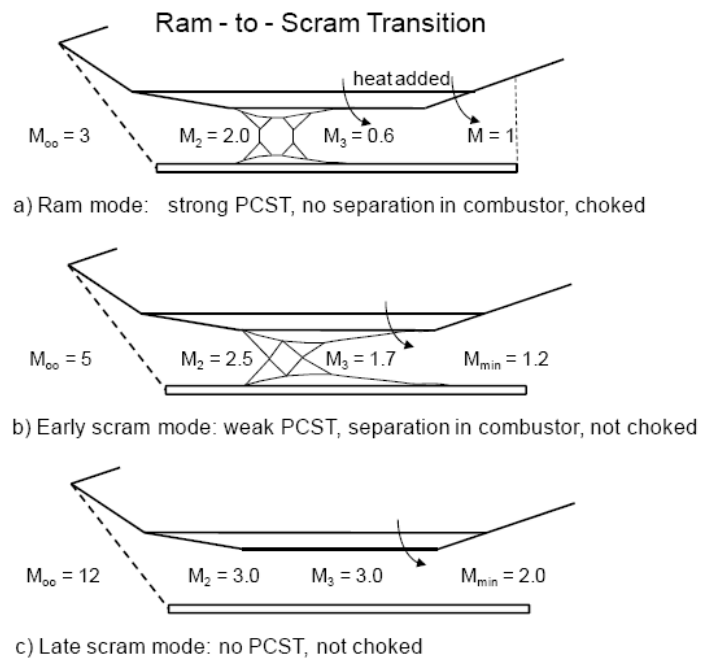 Ram - to - Scram Transition
heat added
M∞ = 3 M₂ = 2.0 M₃ = 0.6 M = 1
a) Ram mode: strong PCST, no separation in combustor, choked
M∞ = 5 M₂ = 2.5 M₃ = 1.7 Mmin = 1.2
b) Early scram mode: weak PCST, separation in combustor, not choked
M∞ = 12 M₂ = 3.0 M₃ = 3.0 Mmin = 2.0
c) Late scram mode: no PCST, not choked